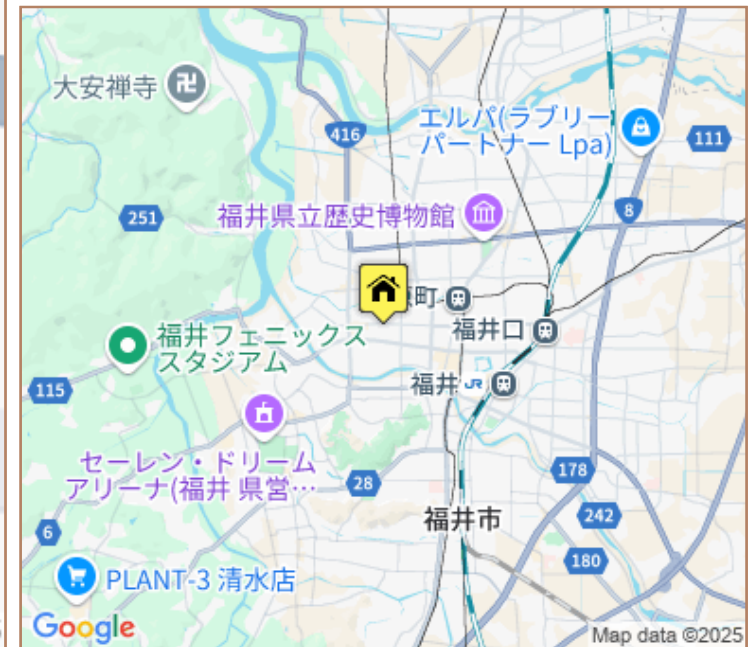 大安禅寺
416
エルパ(ラブリー
パートナー Lpa)
111
251
福井県立歴史博物館
8
原町
福井口
福井フェニックス
スタジアム
115
福井
JR
セーレン・ドリーム
アリーナ(福井 県営…
28
178
福井市
242
6
180
PLANT-3 清水店
Google
Map data ©2025